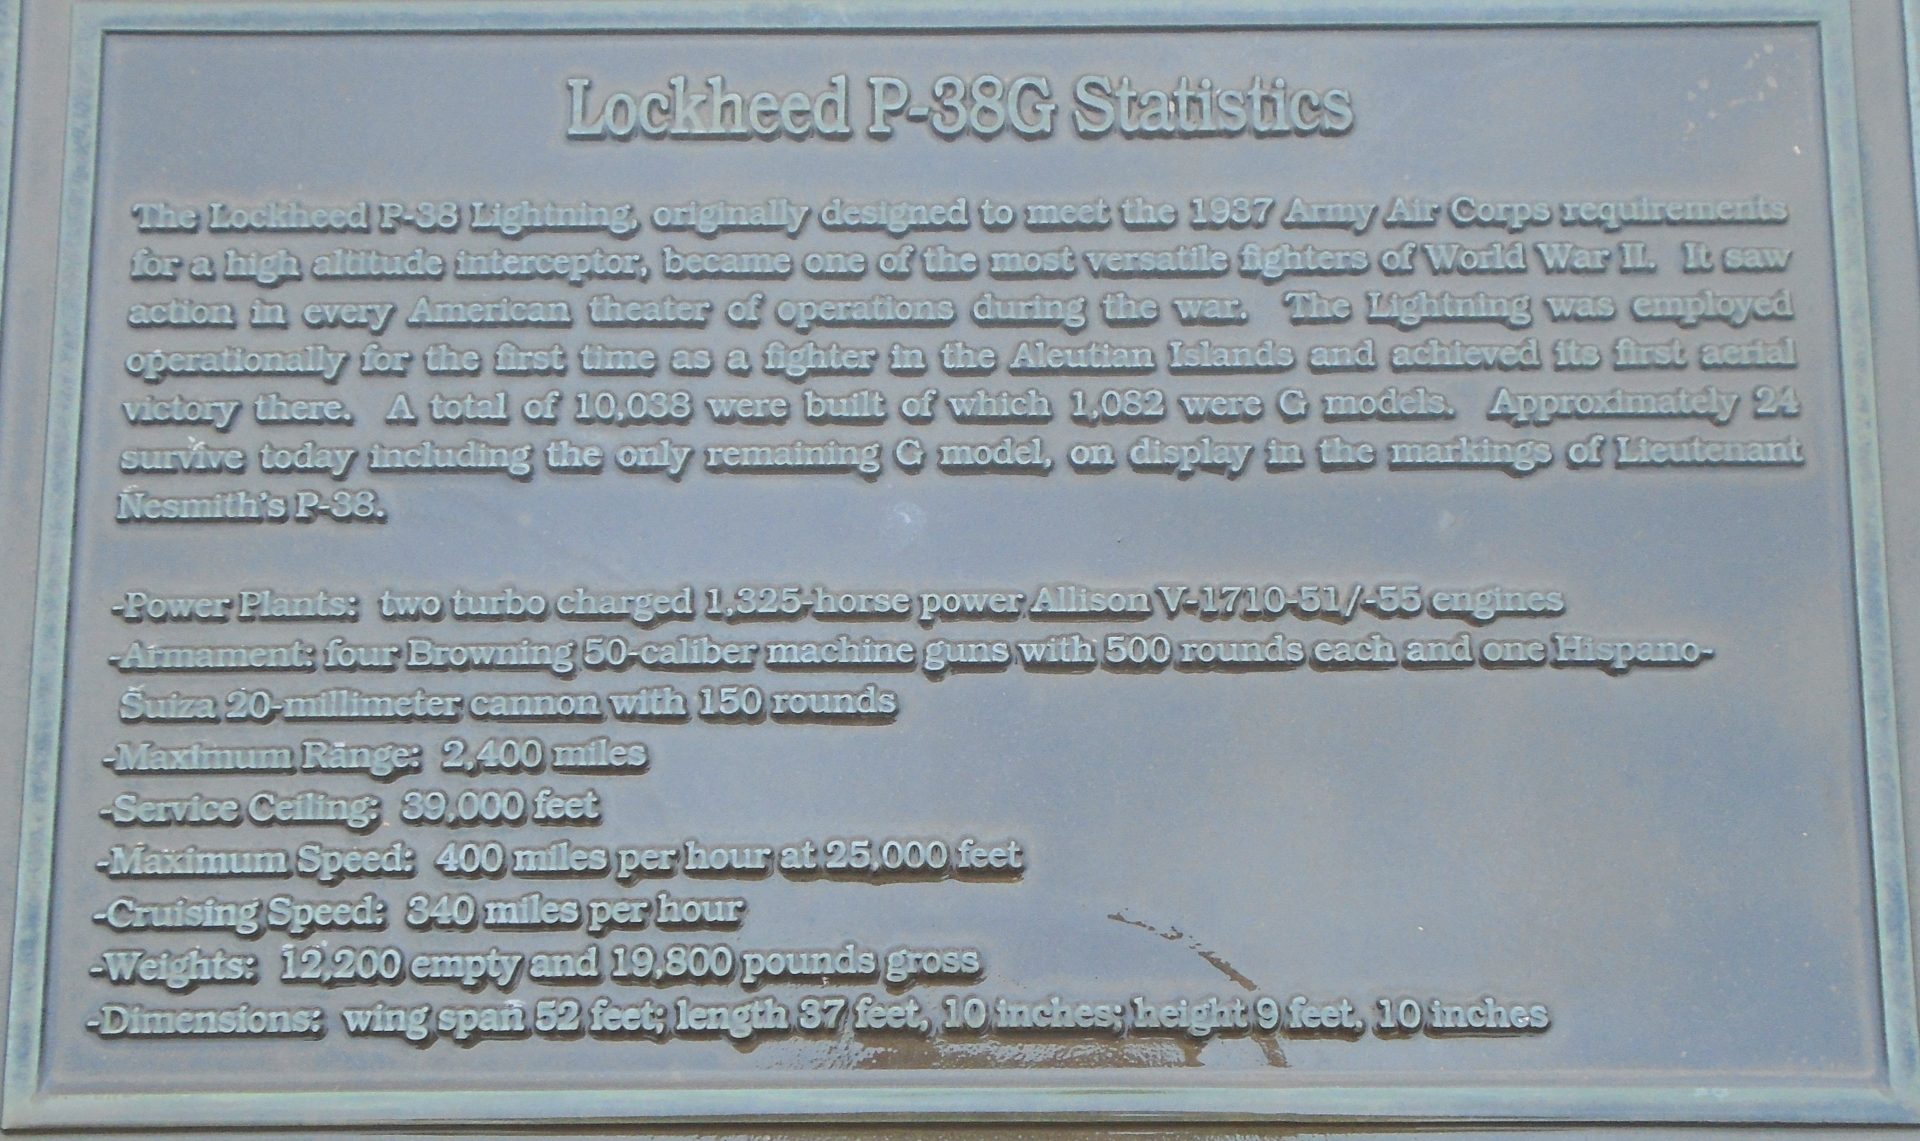 Lockheed P-38G Statistics
The Lockheed P-38 Lightning, originally designed to meet the 1937 Army Air Corps requirements
for a high altitude interceptor, became one of the most versatile fighters of World War II. It saw
action in every American theater of operations during the war. The Lightning was employed
operationally for the first time as a fighter in the Aleutian Islands and achieved its first aerial
victory there. A total of 10,038 were built of which 1,082 were G models. Approximately 24
survive today including the only remaining G model, on display in the markings of Lieutenant
Nesmith's P-38.
-Power Plants: two turbo charged 1,325-horse power Allison V-1710-51/-55 engines
-Armament: four Browning 50-caliber machine guns with 500 rounds each and one Hispano-
Suiza 20-millimeter cannon with 150 rounds
-Maximum Range: 2,400 miles
-Service Ceiling: 39,000 feet
-Maximum Speed: 400 miles per hour at 25,000 feet
-Cruising Speed: 340 miles per hour
-Weights: 12,200 empty and 19,800 pounds gross
-Dimensions: wing span 52 feet; length 37 feet, 10 inches; height 9 feet, 10 inches